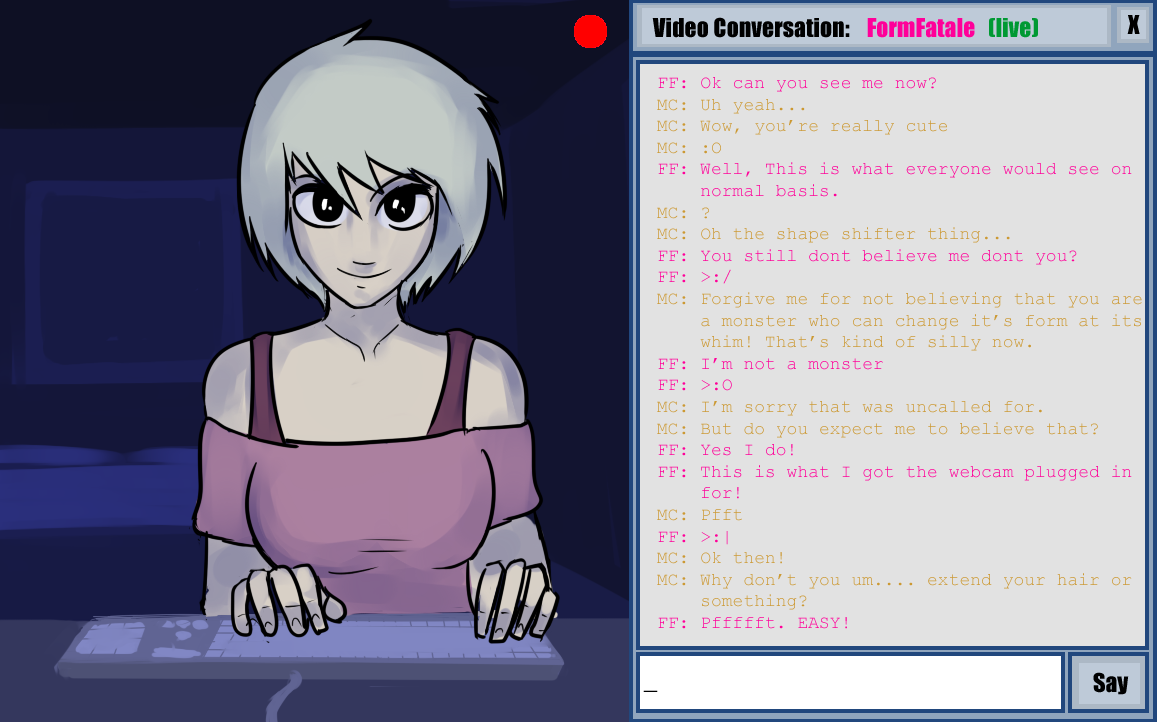 Video Conversation: FormFatale (live) X
FF: Ok can you see me now?
MC: Uh yeah...
MC: Wow, you're really cute
MC: :O
FF: Well, This is what everyone would see on
normal basis.
MC: ?
MC: Oh the shape shifter thing...
FF: You still dont believe me dont you?
FF: >:/
MC: Forgive me for not believing that you are
a monster who can change it's form at its
whim! That's kind of silly now.
FF: I'm not a monster
FF: >:O
MC: I'm sorry that was uncalled for.
MC: But do you expect me to believe that?
FF: Yes I do!
FF: This is what I got the webcam plugged in
for!
MC: Pfft
FF: >:|
MC: Ok then!
MC: Why don't you um.... extend your hair or
something?
FF: Pffffft. EASY!
_
Say